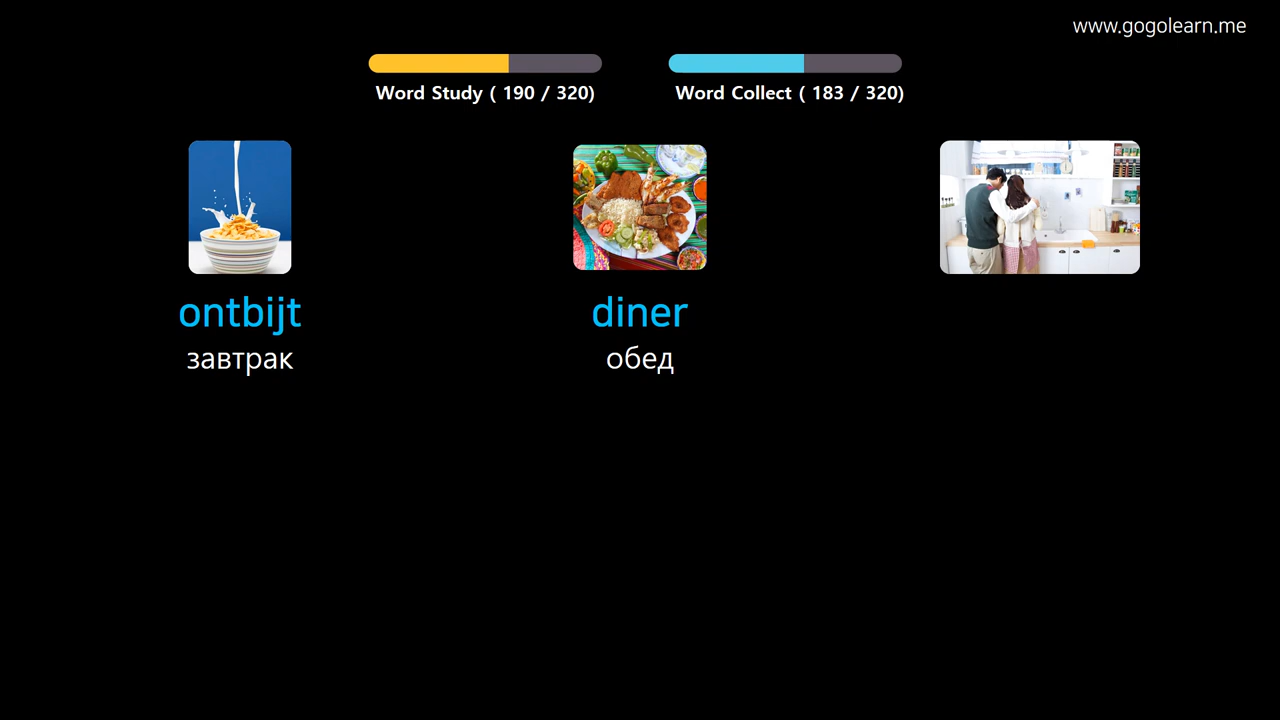 www.gogolearn.me
Word Study ( 190 / 320)
Word Collect ( 183 / 320)
ontbijt
завтрак
diner
обед